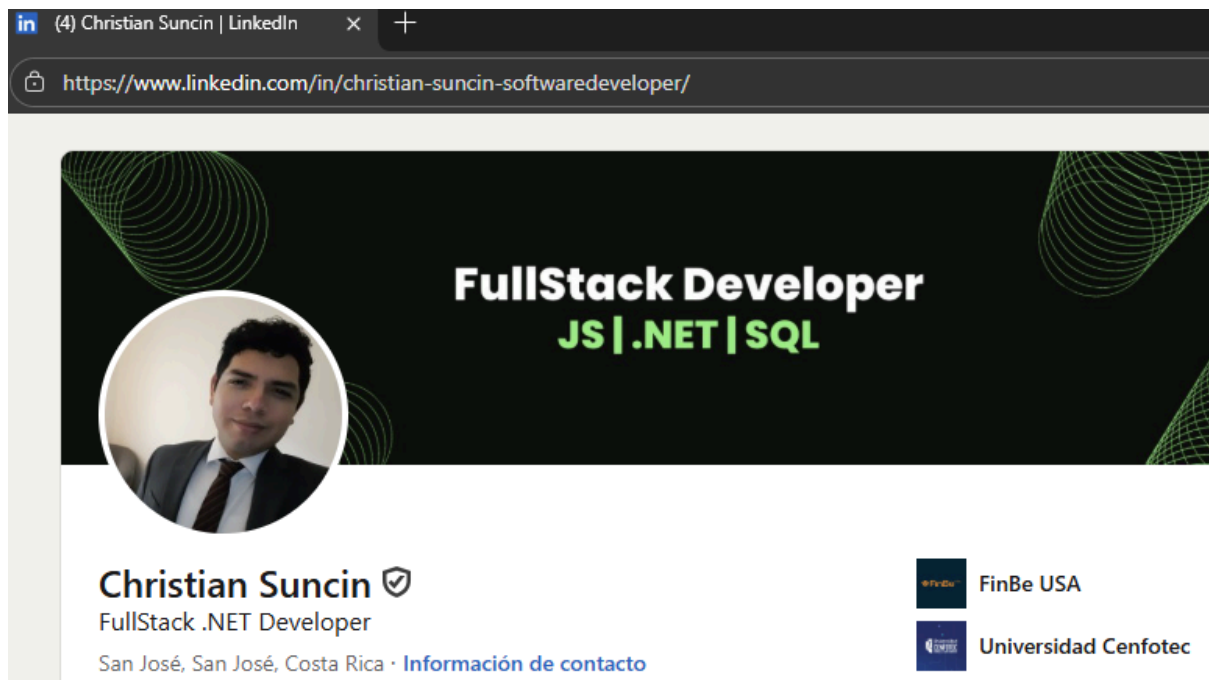 (4) Christian Suncin | LinkedIn
https://www.linkedin.com/in/christian-suncin-softwaredeveloper/
FullStack Developer
JS | .NET | SQL
Christian Suncin
FullStack .NET Developer
San José, San José, Costa Rica · Información de contacto
FinBe USA
Universidad Cenfotec